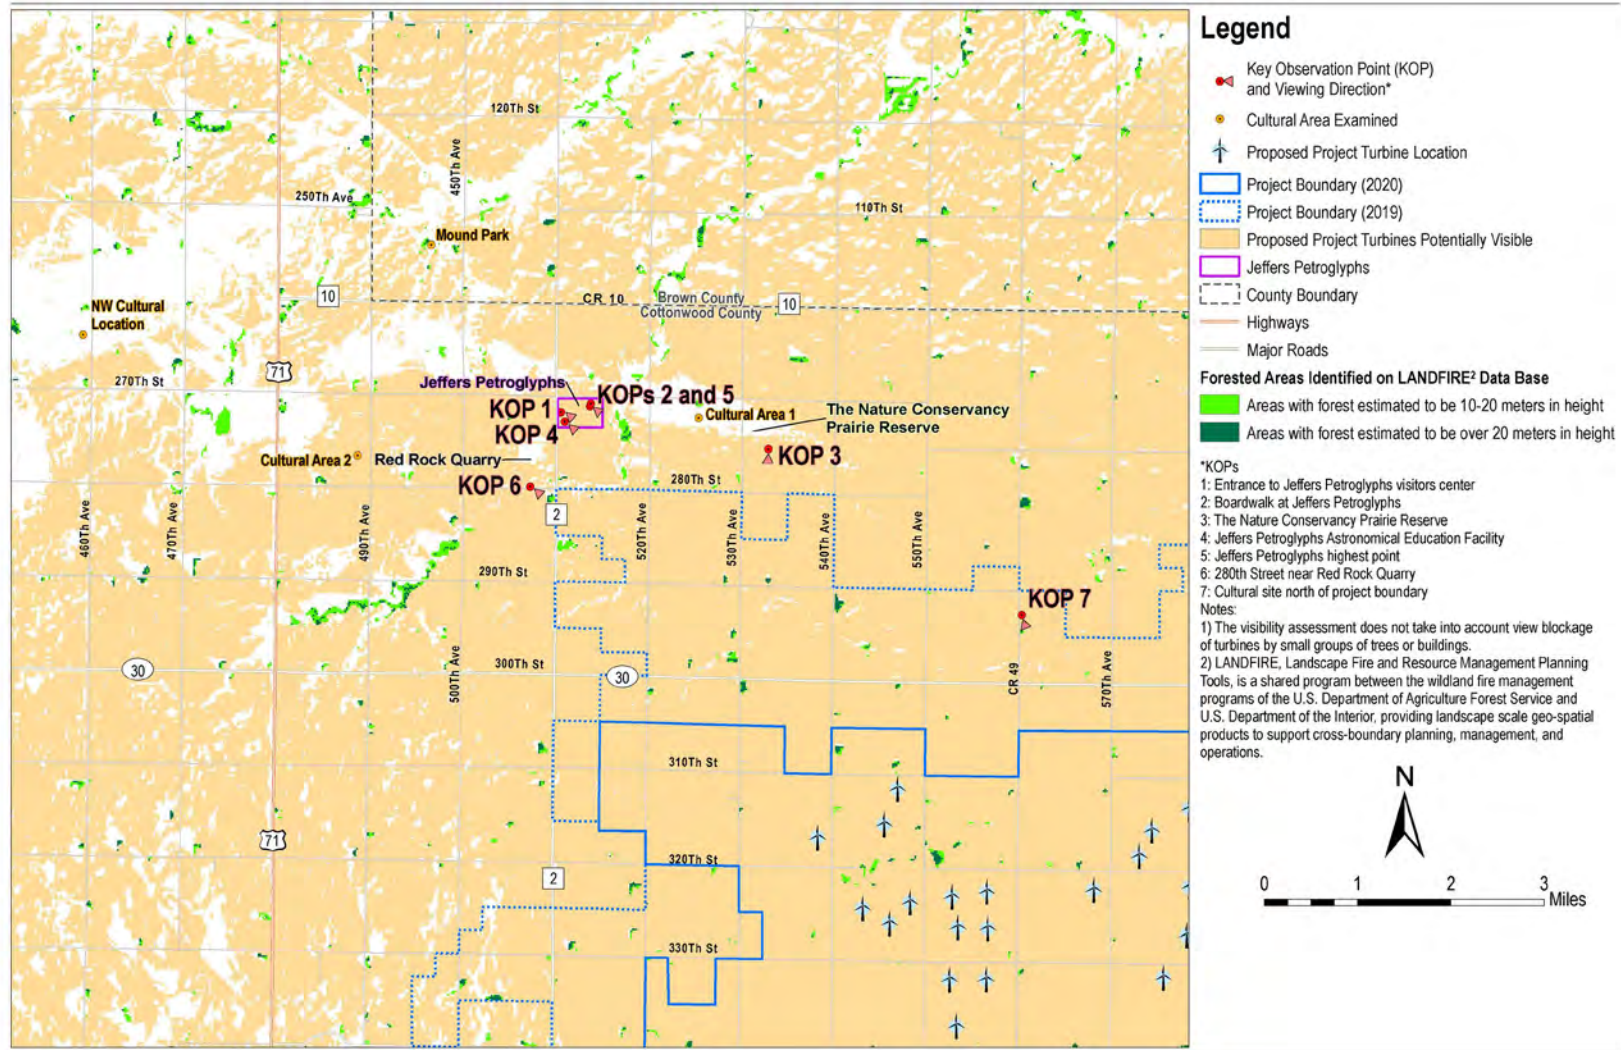 120Th St
450Th Ave
250Th Ave
110Th St
Mound Park
10
CR 10
Brown County
Cottonwood County
10
NW Cultural
Location
71
270Th St
Jeffers Petroglyphs
KOPs 2 and 5
KOP 1
Cultural Area 1
The Nature Conservancy
Prairie Reserve
KOP 4
Cultural Area 2
Red Rock Quarry
KOP 3
KOP 6
280Th St
2
460Th Ave
470Th Ave
490Th Ave
520Th Ave
530Th Ave
540Th Ave
550Th Ave
290Th St
KOP 7
30
500Th Ave
300Th St
30
CR 49
570Th Ave
310Th St
71
320Th St
2
330Th St
Legend
Key Observation Point (KOP)
and Viewing Direction*
Cultural Area Examined
Proposed Project Turbine Location
Project Boundary (2020)
Project Boundary (2019)
Proposed Project Turbines Potentially Visible
Jeffers Petroglyphs
County Boundary
Highways
Major Roads
Forested Areas Identified on LANDFIRE² Data Base
Areas with forest estimated to be 10-20 meters in height
Areas with forest estimated to be over 20 meters in height
*KOPs
1: Entrance to Jeffers Petroglyphs visitors center
2: Boardwalk at Jeffers Petroglyphs
3: The Nature Conservancy Prairie Reserve
4: Jeffers Petroglyphs Astronomical Education Facility
5: Jeffers Petroglyphs highest point
6: 280th Street near Red Rock Quarry
7: Cultural site north of project boundary
Notes:
1) The visibility assessment does not take into account view blockage
of turbines by small groups of trees or buildings.
2) LANDFIRE, Landscape Fire and Resource Management Planning
Tools, is a shared program between the wildland fire management
programs of the U.S. Department of Agriculture Forest Service and
U.S. Department of the Interior, providing landscape scale geo-spatial
products to support cross-boundary planning, management, and
operations.
N
0 1 2 3
Miles